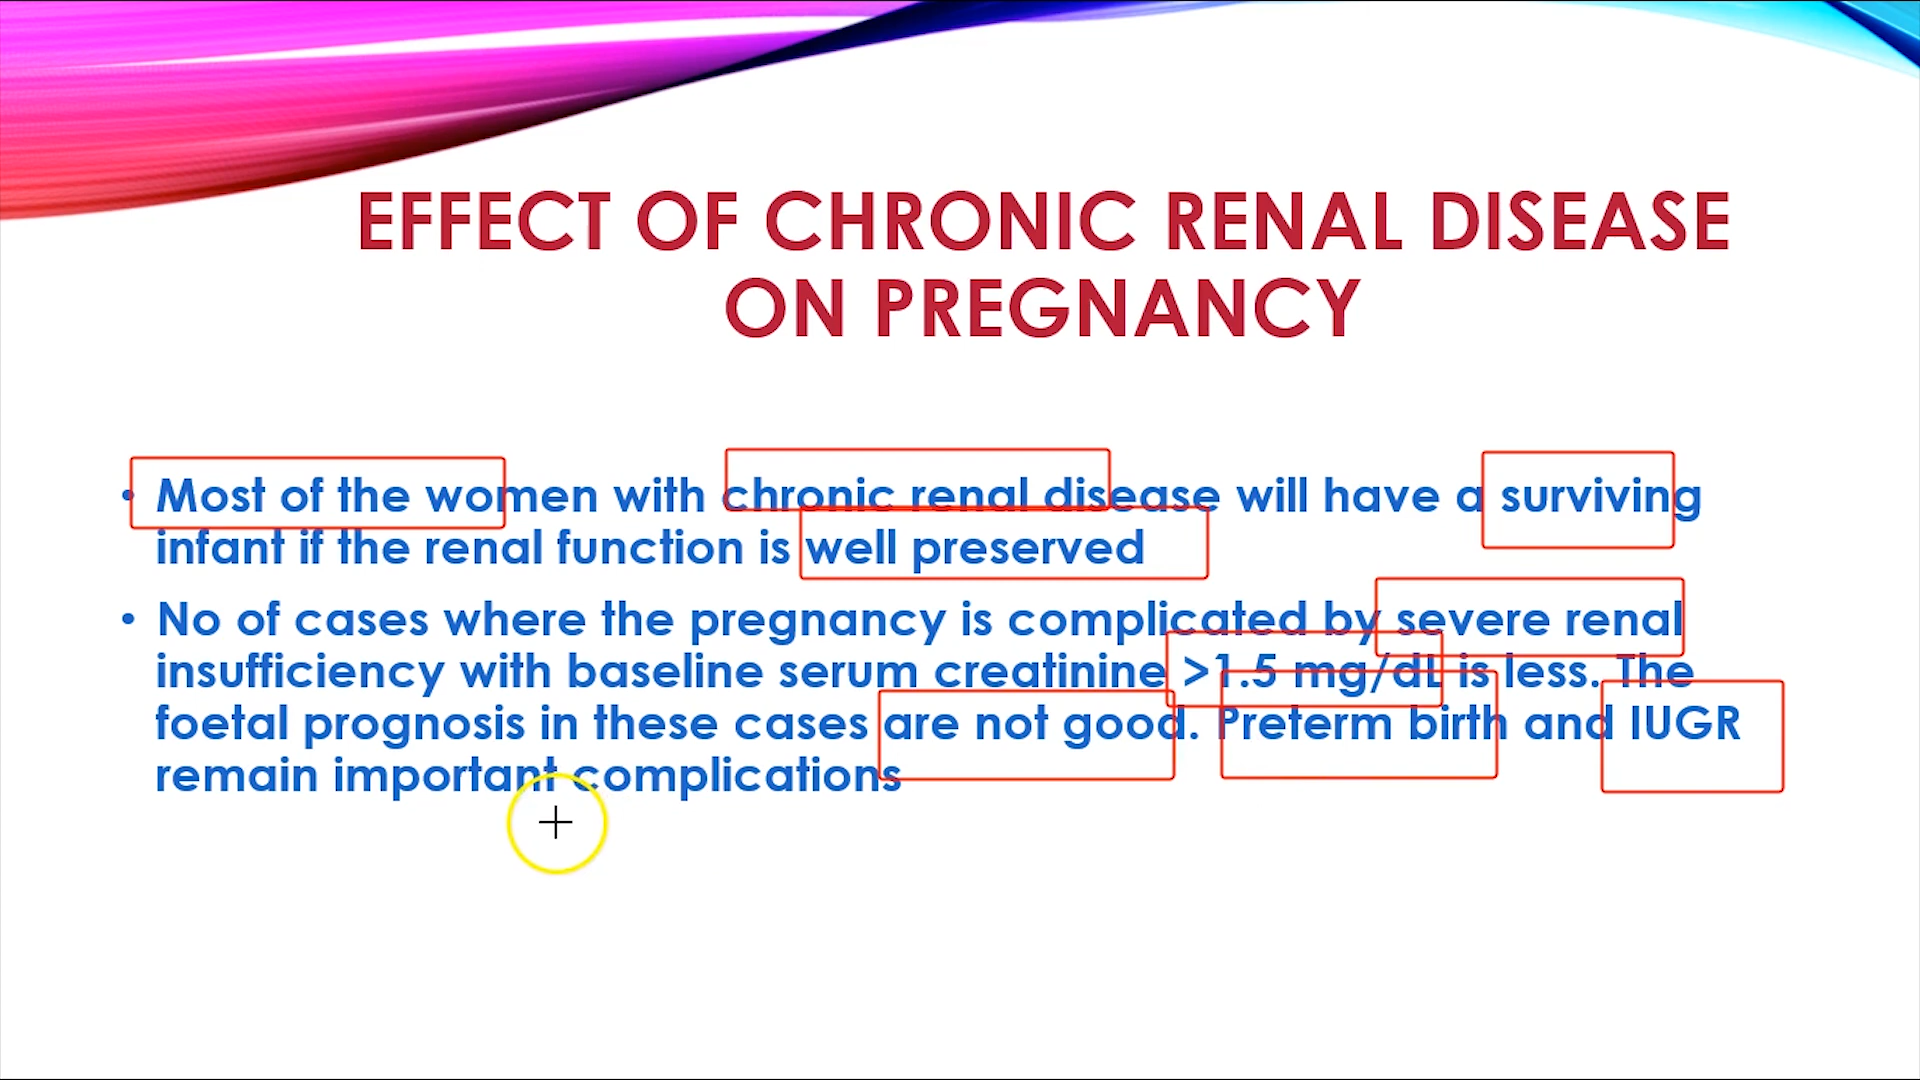 EFFECT OF CHRONIC RENAL DISEASE
ON PREGNANCY
• Most of the women with chronic renal disease will have a surviving
infant if the renal function is well preserved
• No of cases where the pregnancy is complicated by severe renal
insufficiency with baseline serum creatinine >1.5 mg/dL is less. The
foetal prognosis in these cases are not good. Preterm birth and IUGR
remain important complications